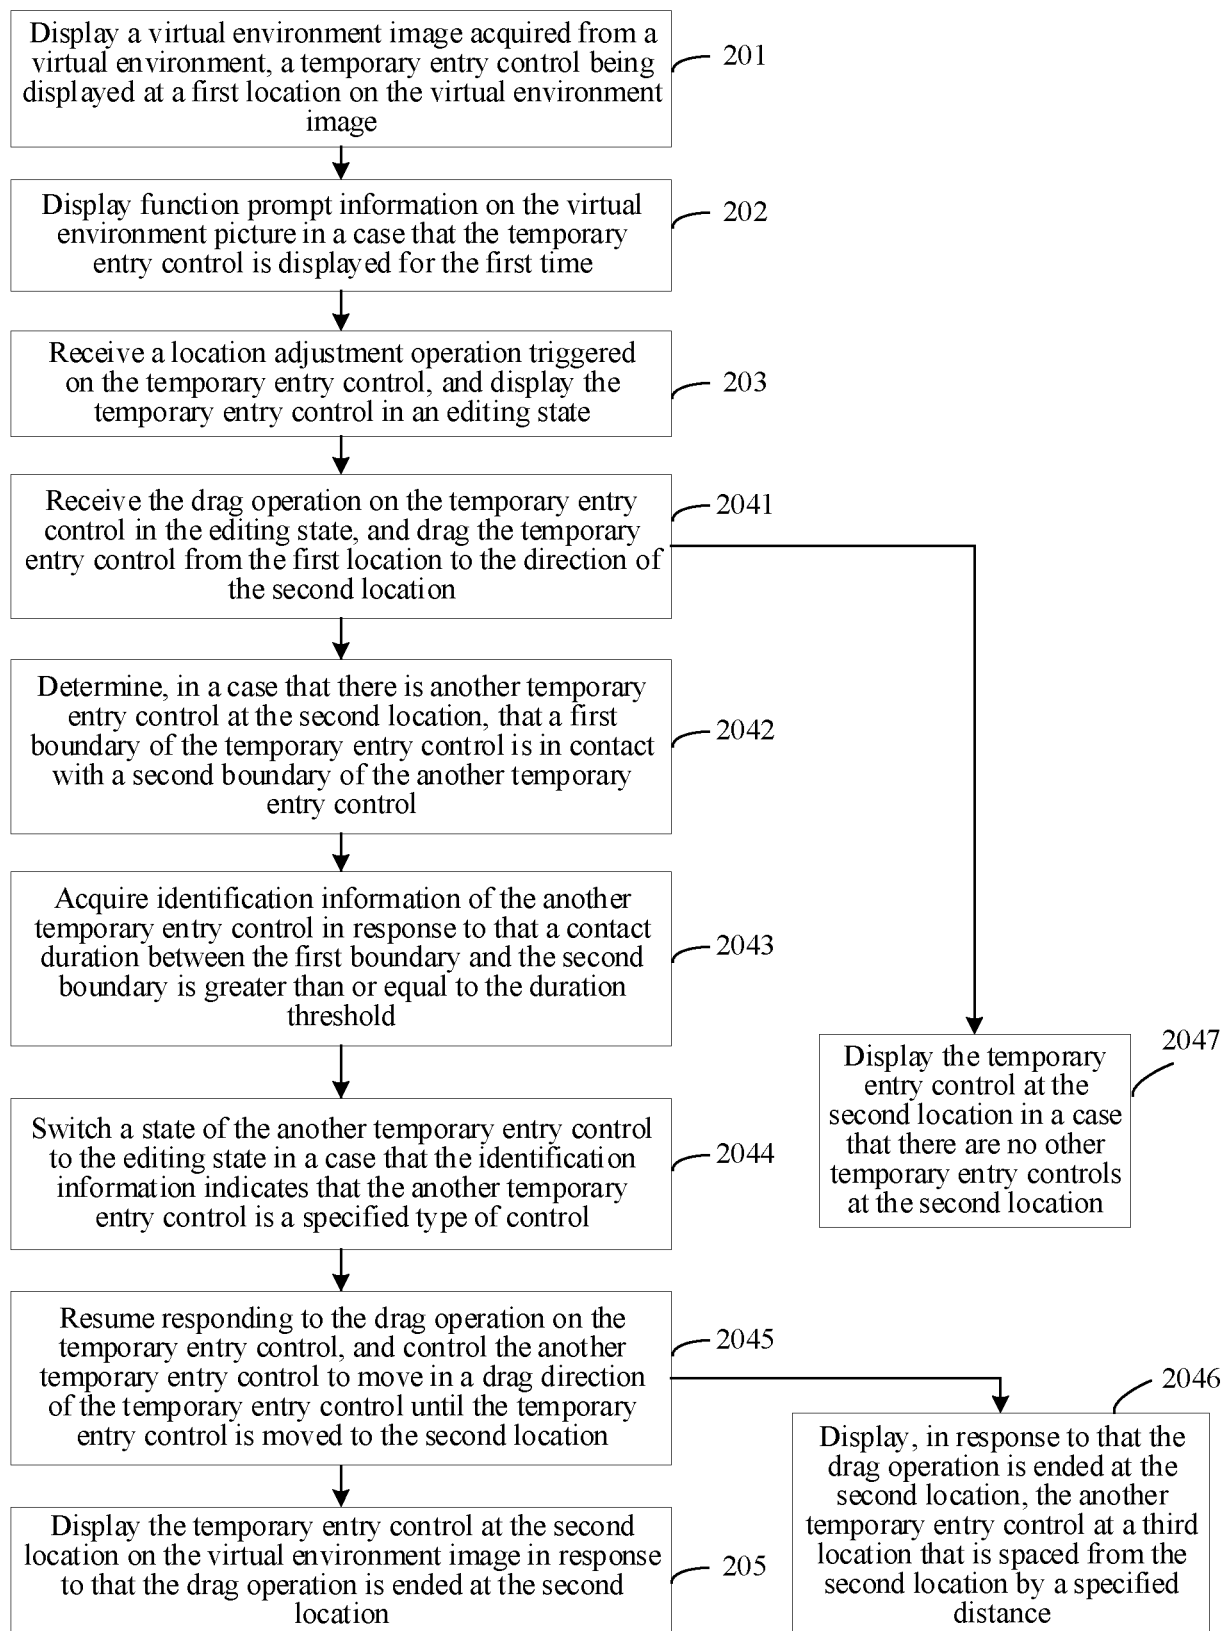 Display a virtual environment image acquired from a
virtual environment, a temporary entry control being
displayed at a first location on the virtual environment
image
201
Display function prompt information on the virtual
environment picture in a case that the temporary
entry control is displayed for the first time
202
Receive a location adjustment operation triggered
on the temporary entry control, and display the
temporary entry control in an editing state
203
Receive the drag operation on the temporary entry
control in the editing state, and drag the temporary
entry control from the first location to the direction of
the second location
2041
Determine, in a case that there is another temporary
entry control at the second location, that a first
boundary of the temporary entry control is in contact
with a second boundary of the another temporary
entry control
2042
Acquire identification information of the another
temporary entry control in response to that a contact
duration between the first boundary and the second
boundary is greater than or equal to the duration
threshold
2043
Switch a state of the another temporary entry control
to the editing state in a case that the identification
information indicates that the another temporary
entry control is a specified type of control
2044
Display the temporary
entry control at the
second location in a case
that there are no other
temporary entry controls
at the second location
2047
Resume responding to the drag operation on the
temporary entry control, and control the another
temporary entry control to move in a drag direction
of the temporary entry control until the temporary
entry control is moved to the second location
2045
Display, in response to that the
drag operation is ended at the
second location, the another
temporary entry control at a third
location that is spaced from the
second location by a specified
distance
2046
Display the temporary entry control at the second
location on the virtual environment image in response
to that the drag operation is ended at the second
location
205